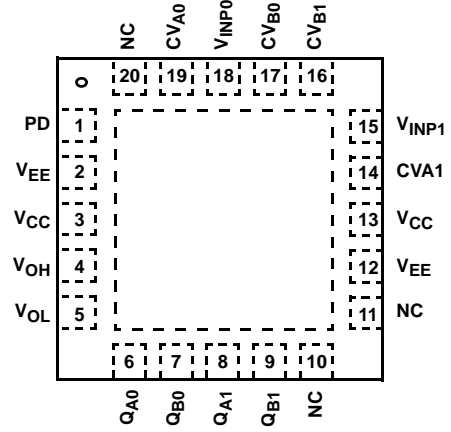 NC
CVA0
VINP0
CVB0
CVB1
20
19
18
17
16
PD
1
15
VINP1
VEE
2
14
CVA1
VCC
3
13
VCC
VOH
4
12
VEE
VOL
5
11
NC
6
7
8
9
10
QA0
QB0
QA1
QB1
NC